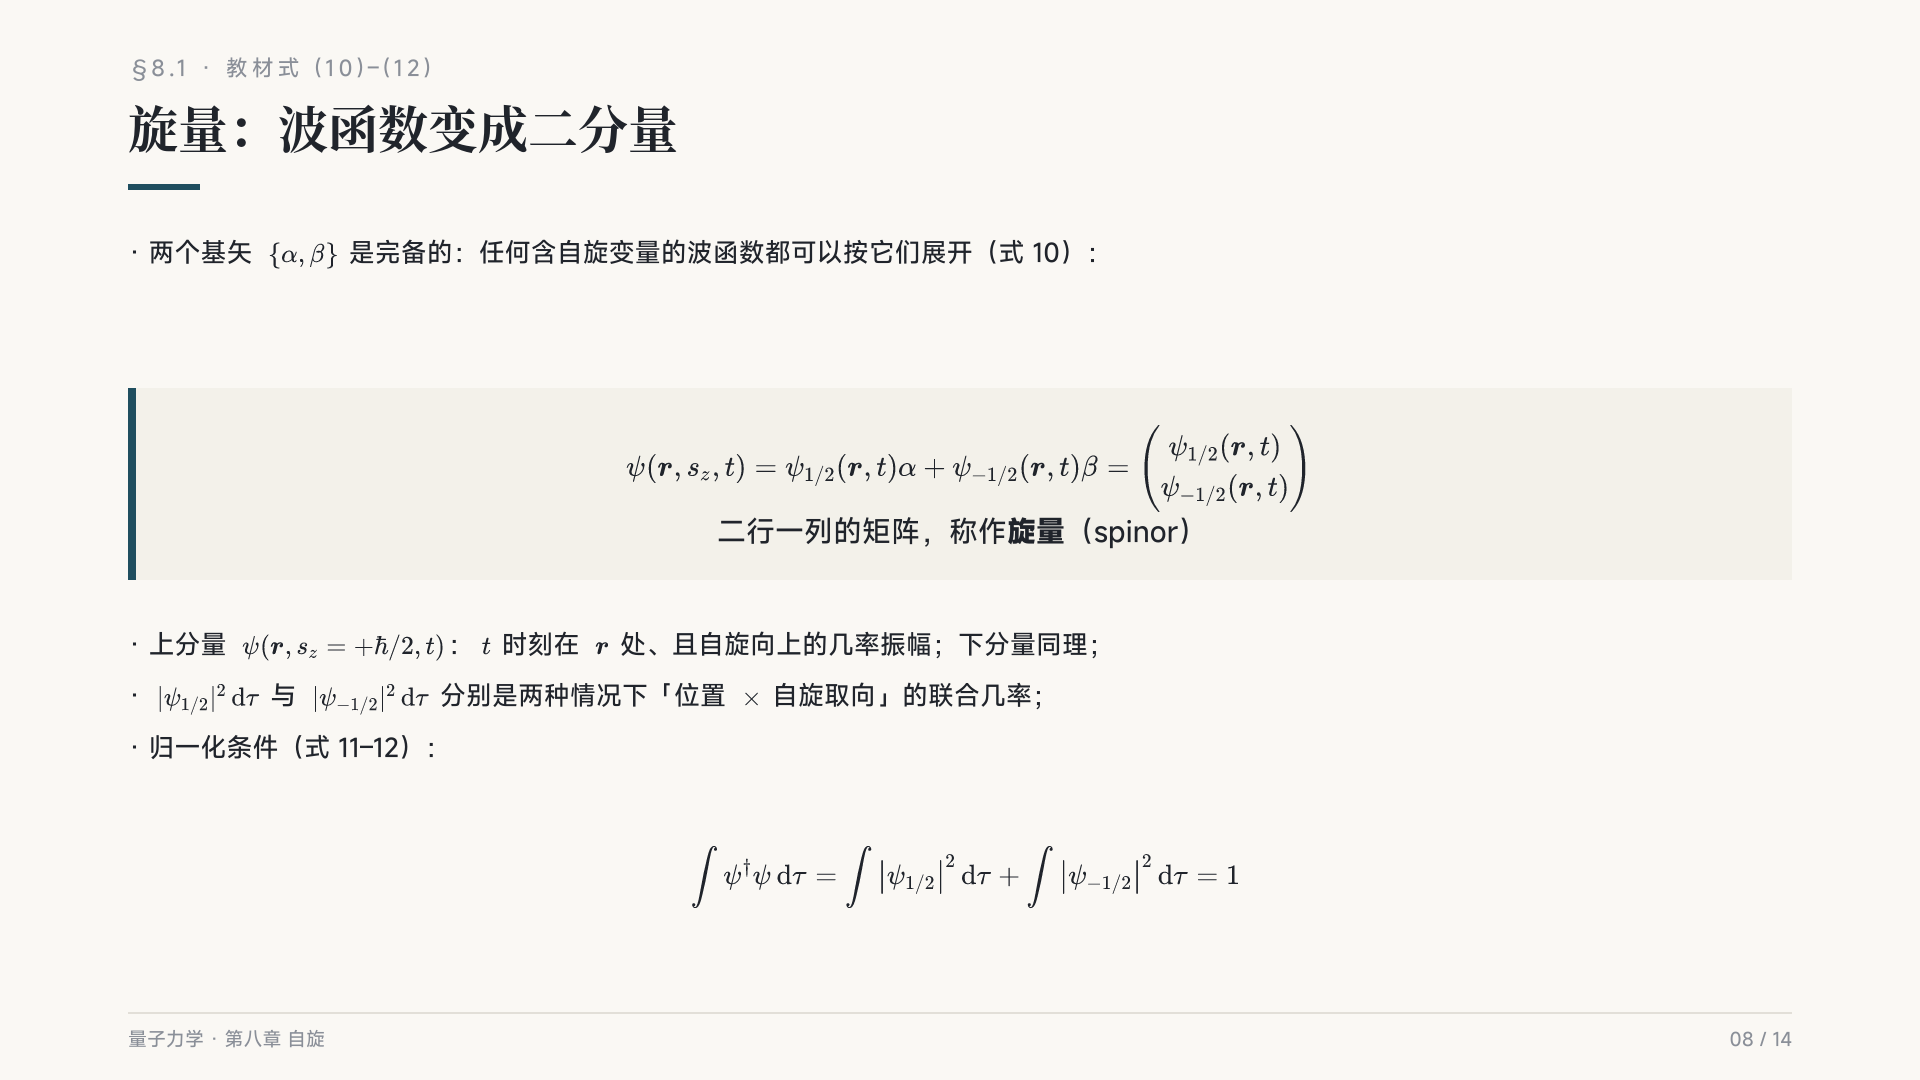 §8.1 · 教材式 (10)–(12)
旋量：波函数变成二分量
· 两个基矢 {α, β} 是完备的：任何含自旋变量的波函数都可以按它们展开（式 10）：
ψ(r, s_z, t) = ψ_{1/2}(r, t)α + ψ_{−1/2}(r, t)β = ( ψ_{1/2}(r, t) ψ_{−1/2}(r, t) )
二行一列的矩阵，称作旋量（spinor）
· 上分量 ψ(r, s_z = +ħ/2, t)： t 时刻在 r 处、且自旋向上的几率振幅；下分量同理；
· |ψ_{1/2}|² dτ 与 |ψ_{−1/2}|² dτ 分别是两种情况下「位置 × 自旋取向」的联合几率；
· 归一化条件（式 11–12）：
∫ ψ†ψ dτ = ∫ |ψ_{1/2}|² dτ + ∫ |ψ_{−1/2}|² dτ = 1
量子力学 · 第八章 自旋
08 / 14